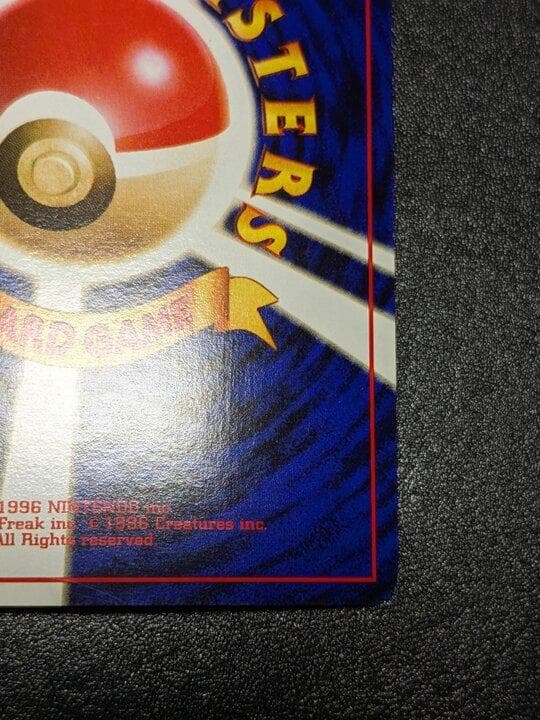 STERS
ARD GAME
1996 NINTENDO inc.
Freak inc. © 1996 Creatures inc.
All Rights reserved.